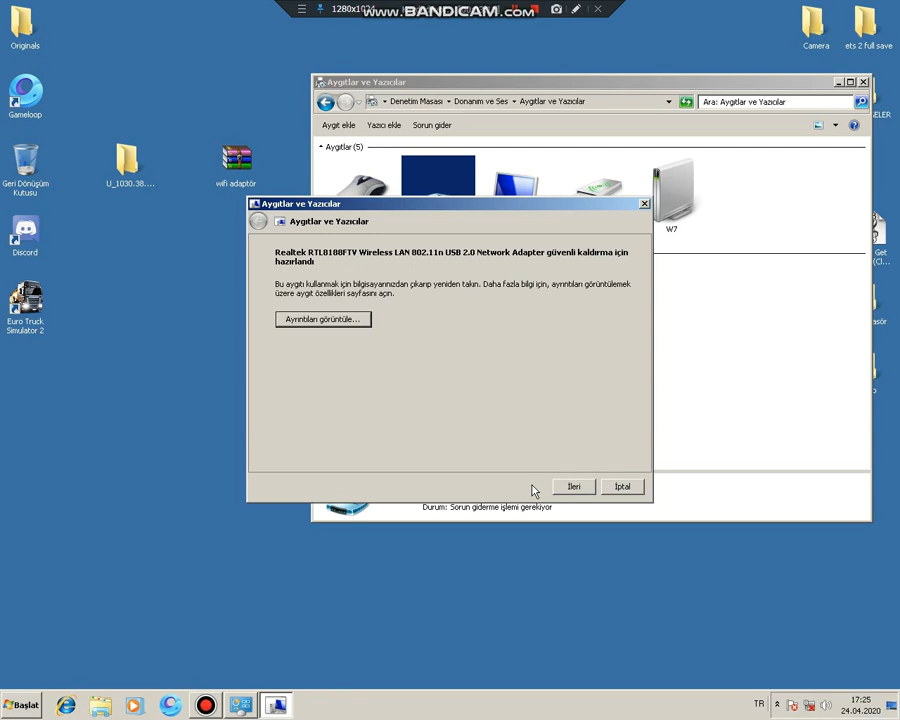 1280x1024
www.BANDICAM.com
Originals
Camera
ets 2 full save
Gameloop
Geri Dönüşüm
Kutusu
U_1030.38....
wifi adaptör
Discord
Euro Truck
Simulator 2
Aygıtlar ve Yazıcılar
Denetim Masası
Donanım ve Ses
Aygıtlar ve Yazıcılar
Ara: Aygıtlar ve Yazıcılar
Aygıt ekle
Yazıcı ekle
Sorun gider
Aygıtlar (5)
W7
Aygıtlar ve Yazıcılar
Aygıtlar ve Yazıcılar
Realtek RTL8188FTV Wireless LAN 802.11n USB 2.0 Network Adapter güvenli kaldırma için
hazırlandı
Bu aygıtı kullanmak için bilgisayarınızdan çıkarıp yeniden takın. Daha fazla bilgi için, ayrıntıları görüntülemek
üzere aygıt özellikleri sayfasını açın.
Ayrıntıları görüntüle...
İleri
İptal
Durum: Sorun giderme işlemi gerekiyor
ELER
Get
(Cl...
asör
Başlat
TR
17:25
24.04.2020